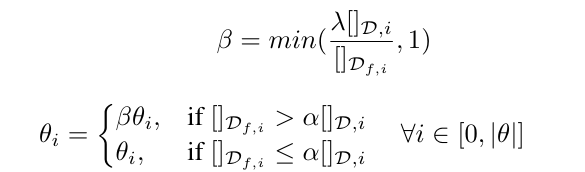 β = min(λ[]_{𝒟,i} / []_{𝒟_{f,i}}, 1)
θ_i = { βθ_i, if []_{𝒟_{f,i}} > α[]_{𝒟,i}
θ_i, if []_{𝒟_{f,i}} ≤ α[]_{𝒟,i} ∀i ∈ [0, |θ|]